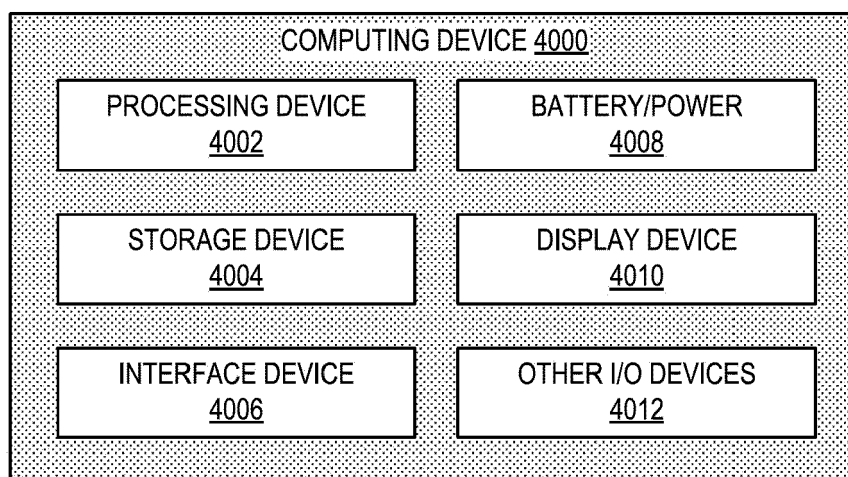 COMPUTING DEVICE 4000
PROCESSING DEVICE
4002
BATTERY/POWER
4008
STORAGE DEVICE
4004
DISPLAY DEVICE
4010
INTERFACE DEVICE
4006
OTHER I/O DEVICES
4012